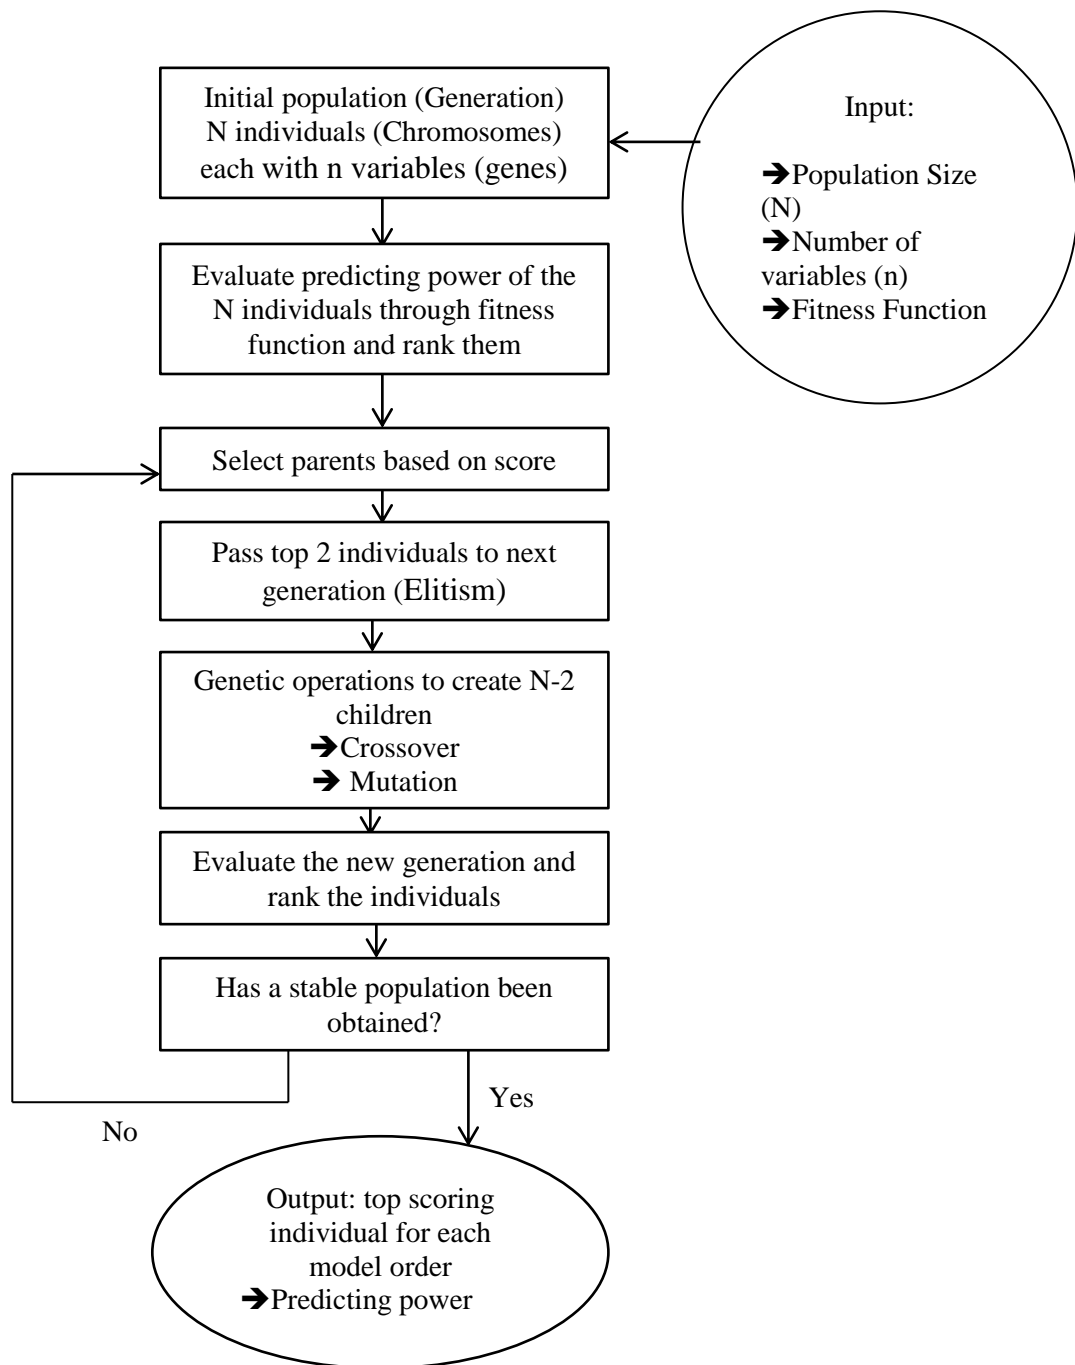 Initial population (Generation)
N individuals (Chromosomes)
each with n variables (genes)
Input:
➔Population Size
(N)
➔Number of
variables (n)
➔Fitness Function
Evaluate predicting power of the
N individuals through fitness
function and rank them
Select parents based on score
Pass top 2 individuals to next
generation (Elitism)
Genetic operations to create N-2
children
➔Crossover
➔ Mutation
Evaluate the new generation and
rank the individuals
Has a stable population been
obtained?
Yes
No
Output: top scoring
individual for each
model order
➔Predicting power